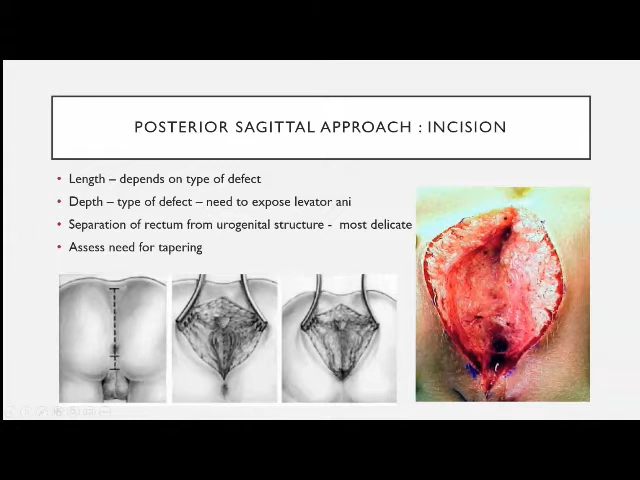 POSTERIOR SAGITTAL APPROACH : INCISION
• Length – depends on type of defect
• Depth – type of defect – need to expose levator ani
• Separation of rectum from urogenital structure - most delicate
• Assess need for tapering